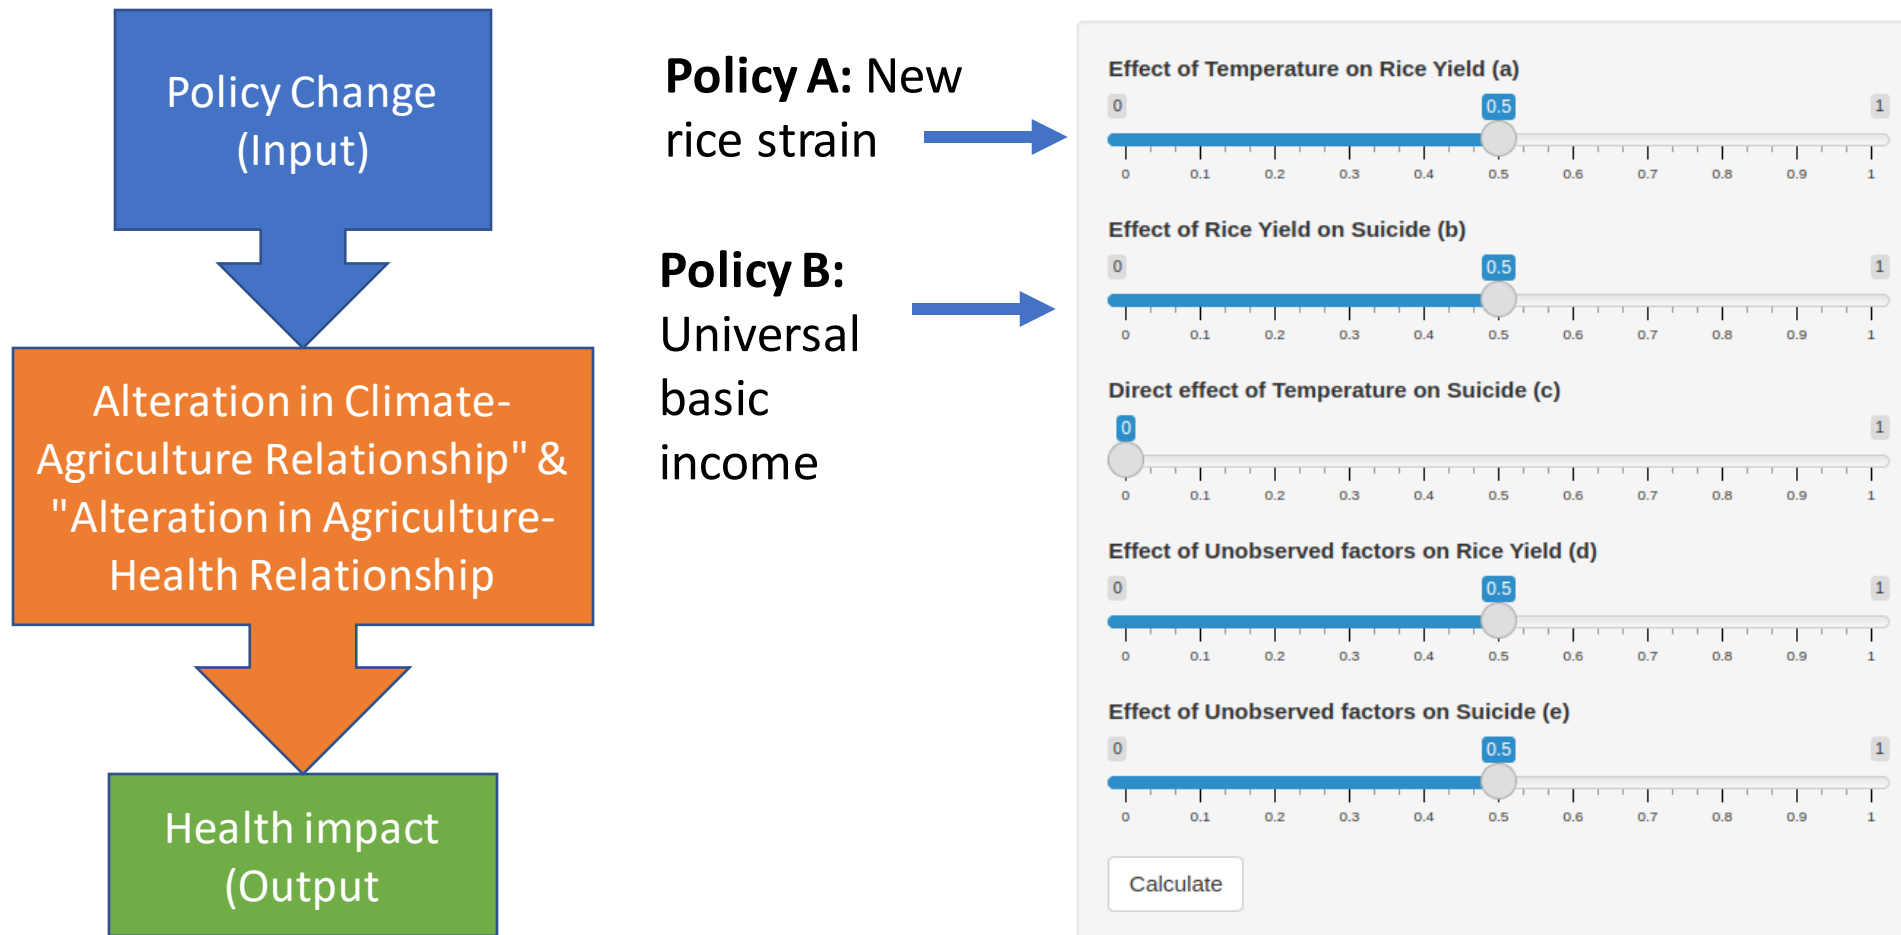 Policy Change
(Input)
Alteration in Climate-
Agriculture Relationship" &
"Alteration in Agriculture-
Health Relationship
Health impact
(Output
Policy A: New
rice strain
Policy B:
Universal
basic
income
Effect of Temperature on Rice Yield (a)
0 0.5 1
0 0.1 0.2 0.3 0.4 0.5 0.6 0.7 0.8 0.9 1
Effect of Rice Yield on Suicide (b)
0 0.5 1
0 0.1 0.2 0.3 0.4 0.5 0.6 0.7 0.8 0.9 1
Direct effect of Temperature on Suicide (c)
0 1
0 0.1 0.2 0.3 0.4 0.5 0.6 0.7 0.8 0.9 1
Effect of Unobserved factors on Rice Yield (d)
0 0.5 1
0 0.1 0.2 0.3 0.4 0.5 0.6 0.7 0.8 0.9 1
Effect of Unobserved factors on Suicide (e)
0 0.5 1
0 0.1 0.2 0.3 0.4 0.5 0.6 0.7 0.8 0.9 1
Calculate